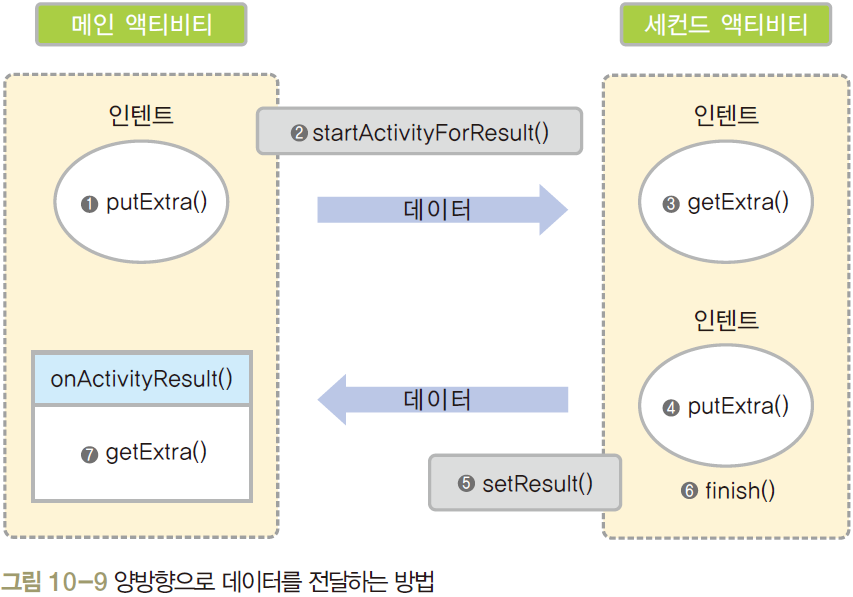 메인 액티비티
세컨드 액티비티
인텐트
❶ putExtra()
❷ startActivityForResult()
데이터
인텐트
❸ getExtra()
인텐트
❹ putExtra()
❺ setResult()
❻ finish()
데이터
onActivityResult()
❼ getExtra()
그림 10-9 양방향으로 데이터를 전달하는 방법